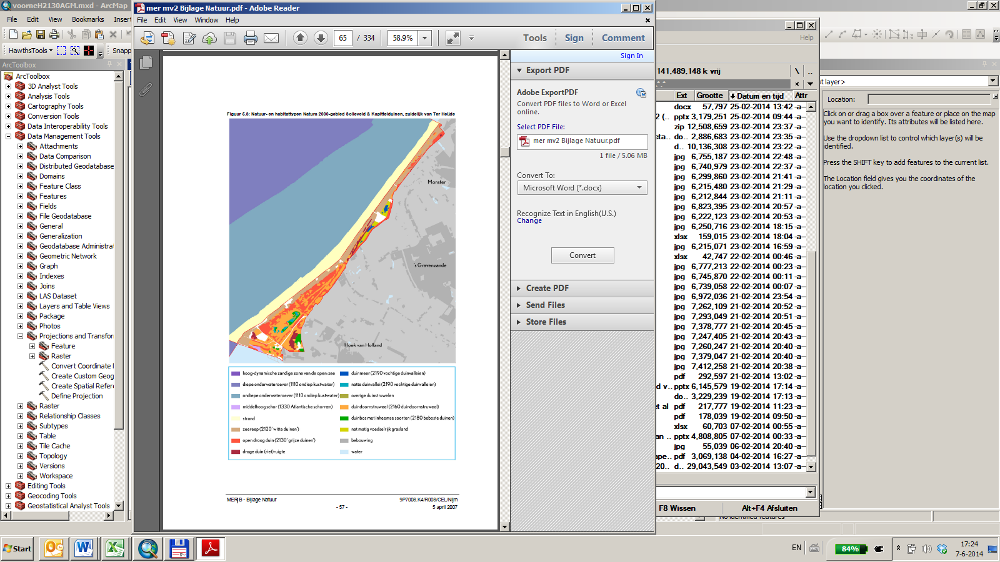 voorneH2130AGM.mxd - ArcMap
File Edit View Bookmarks Insert
HawthsTools Snapp
ArcToolbox
ArcToolbox
3D Analyst Tools
Analysis Tools
Cartography Tools
Conversion Tools
Data Interoperability Tools
Data Management Tools
Attachments
Data Comparison
Distributed Geodatabase
Domains
Feature Class
Features
Fields
File Geodatabase
General
Generalization
Geodatabase Administra
Geometric Network
Graph
Indexes
Joins
LAS Dataset
Layers and Table Views
Package
Photos
Projections and Transfor
Feature
Raster
Convert Coordinate
Create Custom Geog
Create Spatial Refer
Define Projection
Raster
Relationship Classes
Subtypes
Table
Tile Cache
Topology
Versions
Workspace
Editing Tools
Geocoding Tools
Geostatistical Analyst Tools
mer mv2 Bijlage Natuur.pdf - Adobe Reader
File Edit View Window Help
65 / 334 58.9% Tools Sign Comment
Figuur 5.3: Natuur- en habitattypen Natura 2000-gebied Solleveld & Kapittelduinen, zuidelijk van Ter Heijde
Monster
's Gravenzande
Hoek van Holland
hoog-dynamische zandige zone van de open zee
diepe onderwateroever (1110 ondiep kustwater)
ondiepe onderwateroever (1110 ondiep kustwater)
middelhoog schor (1330 Atlantische schorren)
strand
zeereep (2120 'witte duinen')
open droog duin (2130 'grijze duinen')
droge duin (riet)ruigte
duinmeer (2190 vochtige duinvalleien)
natte duinvallei (2190 vochtige duinvalleien)
overige duinstruwelen
duindoornstruweel (2160 duindoornstruweel)
duinbos met inheemse soorten (2180 beboste duinen)
nat matig voedselrijk grasland
bebouwing
water
MER|B - Bijlage Natuur 9P7008.K4/R008/CEL/Nijm
- 57 - 5 april 2007
Sign In
Export PDF
Adobe ExportPDF
Convert PDF files to Word or Excel
online.
Select PDF File:
mer mv2 Bijlage Natuur.pdf
1 file / 5.06 MB
Convert To:
Microsoft Word (*.docx)
Recognize Text in English(U.S.)
Change
Convert
Create PDF
Send Files
Store Files
Help
141.489.148 k vrij \ ..
* 
Ext Grootte Datum en tijd Attr
docx 57,797 25-02-2014 13:42 -a--
2 (.. pptx 3,179,251 25-02-2014 09:44 -a--
zip 12,508,659 23-02-2014 23:37 -a--
eta.. do.. 2,886,683 23-02-2014 23:35 -a--
d.. 10,136,308 23-02-2014 23:22 -a--
jpg 6,755,187 23-02-2014 22:48 -a--
jpg 6,740,979 23-02-2014 22:37 -a--
jpg 6,299,860 23-02-2014 21:41 -a--
jpg 6,215,480 23-02-2014 21:29 -a--
jpg 6,212,844 23-02-2014 21:11 -a--
jpg 6,823,395 23-02-2014 20:57 -a--
jpg 6,222,123 23-02-2014 20:53 -a--
jpg 6,250,716 23-02-2014 18:15 -a--
xlsx 159,015 23-02-2014 18:04 -a--
jpg 6,215,071 23-02-2014 16:59 -a--
xlsx 42,747 22-02-2014 00:46 -a--
jpg 6,777,213 22-02-2014 00:23 -a--
jpg 6,745,870 22-02-2014 00:11 -a--
jpg 6,739,058 22-02-2014 00:07 -a--
jpg 6,972,036 21-02-2014 23:54 -a--
jpg 7,262,109 21-02-2014 20:52 -a--
jpg 7,293,049 21-02-2014 20:51 -a--
jpg 7,378,777 21-02-2014 20:45 -a--
jpg 7,247,405 21-02-2014 20:43 -a--
jpg 7,260,247 21-02-2014 20:40 -a--
jpg 7,379,047 21-02-2014 20:40 -a--
jpg 7,412,258 21-02-2014 20:38 -a--
pdf 292,597 21-02-2014 13:02 -a--
d v.. pptx 6,145,579 19-02-2014 17:14 -a--
do.. 3,229,239 19-02-2014 17:13 -a--
et al pdf 217,777 19-02-2014 11:23 -a--
pdf 178,039 19-02-2014 09:50 -a--
xlsx 60,703 07-02-2014 00:55 -a--
an .. pptx 4,808,805 07-02-2014 00:33 -a--
jpg 55,039 06-02-2014 20:40 -a--
ape.. pdf 3,069,138 04-02-2014 16:27 -a--
20.. d.. 29,043,549 03-02-2014 13:07 -a--
F8 Wissen Alt+F4 Afsluiten
No identified features
st layer>
Location:
Click on or drag a box over a feature or place on the map
you want to identify. Its attributes will be listed here.
Use the dropdown list to control which layer(s) will be
identified.
Press the SHIFT key to add features to the current list.
The Location field gives you the coordinates of the
location you clicked.
Start
EN
84%
17:24
7-6-2014